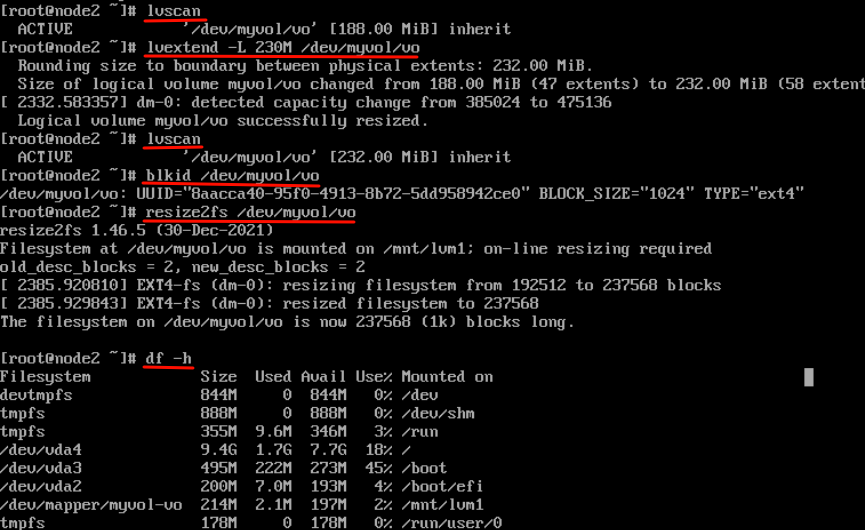 [root@node2 ~]# lvscan
  ACTIVE            '/dev/myvol/vo' [188.00 MiB] inherit
[root@node2 ~]# lvextend -L 230M /dev/myvol/vo
  Rounding size to boundary between physical extents: 232.00 MiB.
  Size of logical volume myvol/vo changed from 188.00 MiB (47 extents) to 232.00 MiB (58 extent
[ 2332.583357] dm-0: detected capacity change from 385024 to 475136
  Logical volume myvol/vo successfully resized.
[root@node2 ~]# lvscan
  ACTIVE            '/dev/myvol/vo' [232.00 MiB] inherit
[root@node2 ~]# blkid /dev/myvol/vo
/dev/myvol/vo: UUID="8aacca40-95f0-4913-8b72-5dd958942ce0" BLOCK_SIZE="1024" TYPE="ext4"
[root@node2 ~]# resize2fs /dev/myvol/vo
resize2fs 1.46.5 (30-Dec-2021)
Filesystem at /dev/myvol/vo is mounted on /mnt/lvm1; on-line resizing required
old_desc_blocks = 2, new_desc_blocks = 2
[ 2385.920810] EXT4-fs (dm-0): resizing filesystem from 192512 to 237568 blocks
[ 2385.929843] EXT4-fs (dm-0): resized filesystem to 237568
The filesystem on /dev/myvol/vo is now 237568 (1k) blocks long.
[root@node2 ~]# df -h
Filesystem            Size  Used Avail Use% Mounted on
devtmpfs              844M     0  844M   0% /dev
tmpfs                 888M     0  888M   0% /dev/shm
tmpfs                 355M  9.6M  346M   3% /run
/dev/vda4             9.4G  1.7G  7.7G  18% /
/dev/vda3             495M  222M  273M  45% /boot
/dev/vda2             200M  7.0M  193M   4% /boot/efi
/dev/mapper/myvol-vo  214M  2.1M  197M   2% /mnt/lvm1
tmpfs                 178M     0  178M   0% /run/user/0